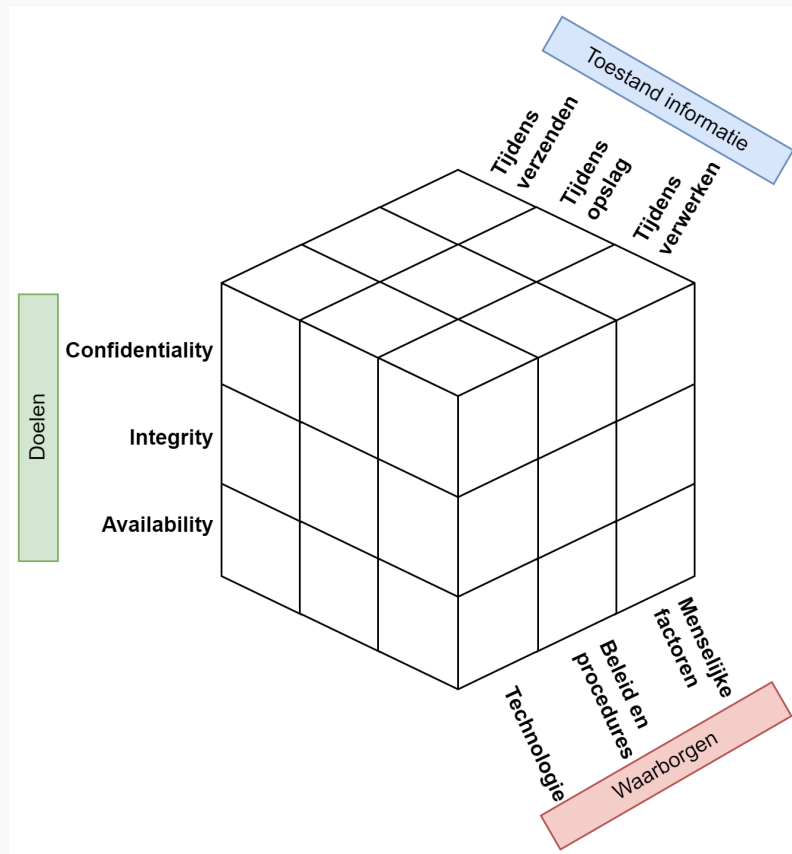 Toestand informatie
Tijdens
verzenden
Tijdens
opslag
Tijdens
verwerken
Doelen
Confidentiality
Integrity
Availability
Technologie
Beleid en
procedures
Menselijke
factoren
Waarborgen